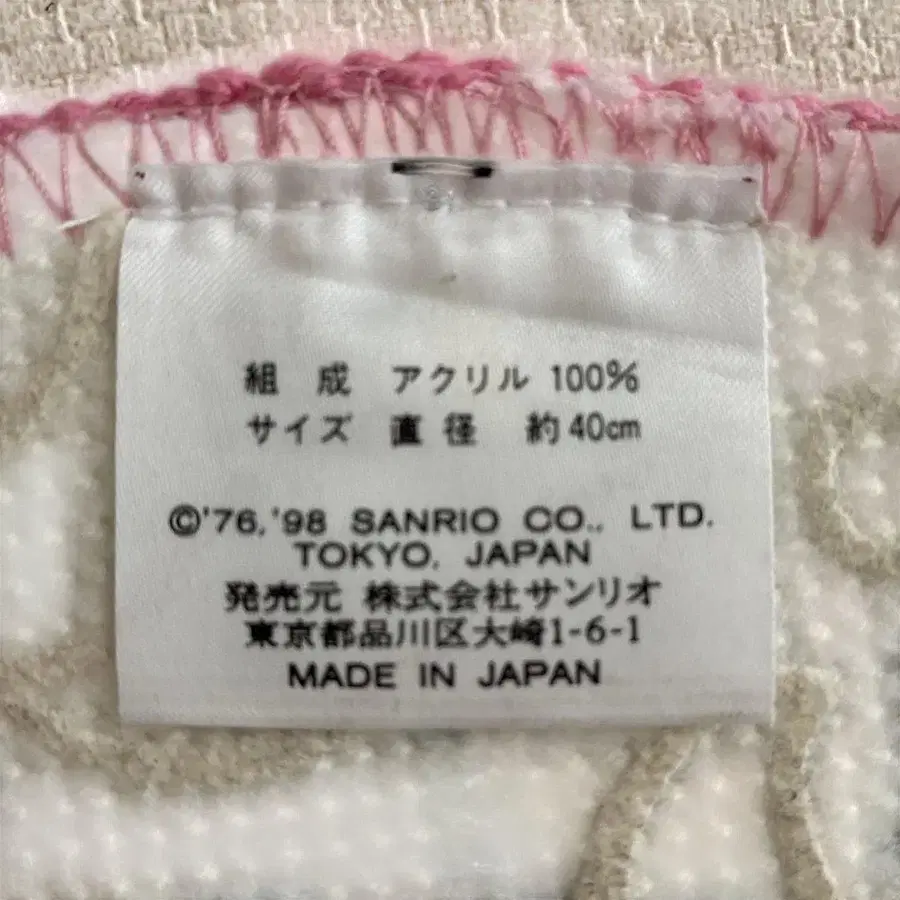 組 成 アクリル 100%
サイズ 直 径 約40cm
©'76,'98 SANRIO CO., LTD.
TOKYO, JAPAN
発売元 株式会社サンリオ
東京都品川区大崎1-6-1
MADE IN JAPAN